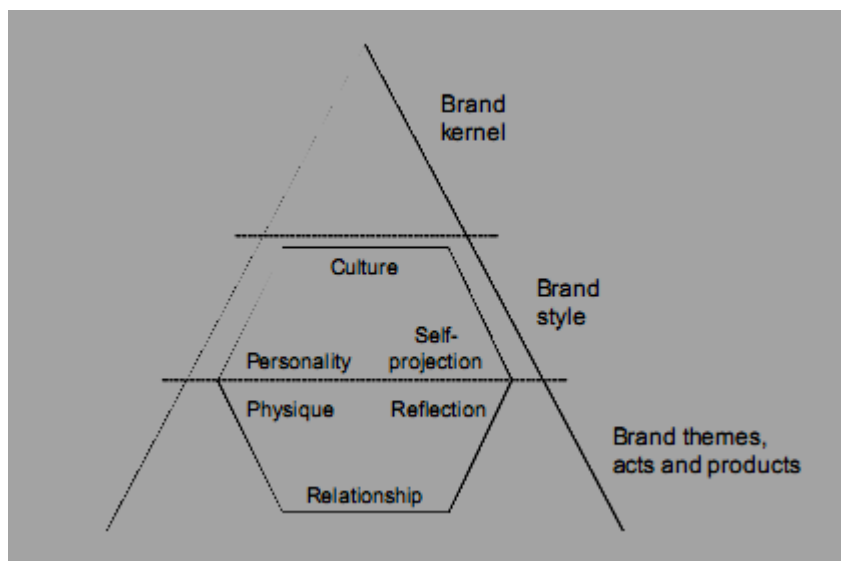 Brand
kernel
Culture
Brand
style
Self-
Personality projection
Physique Reflection
Brand themes,
acts and products
Relationship